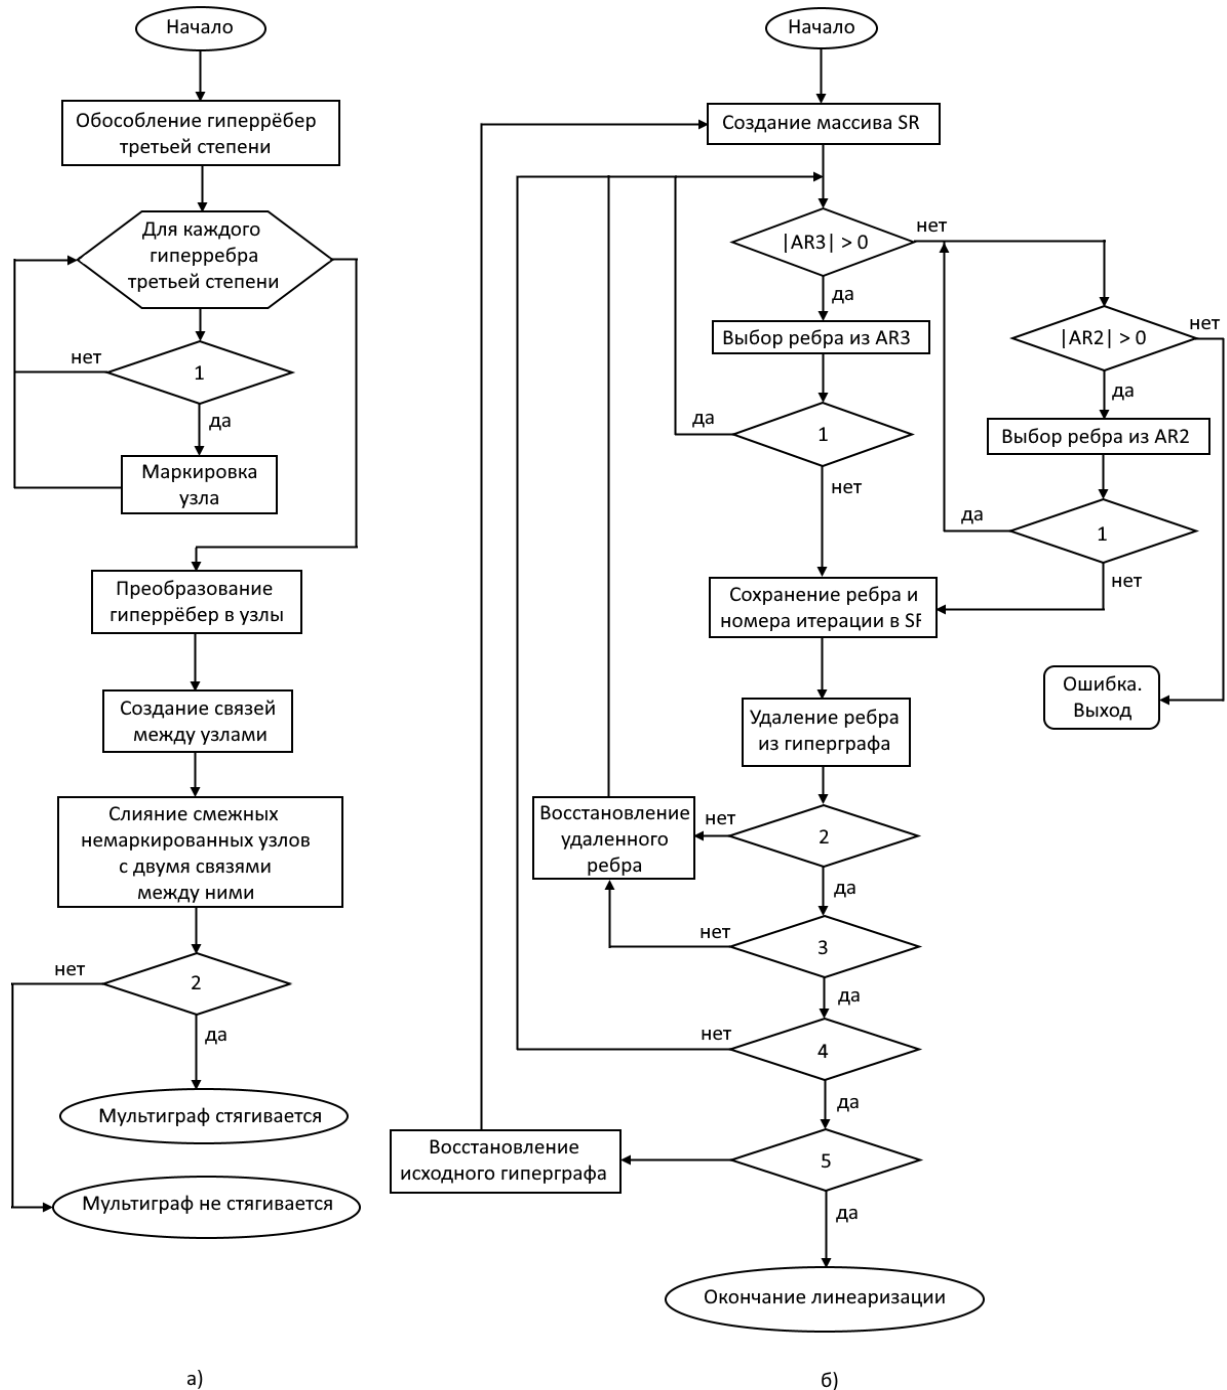 Начало
Обособление гиперрёбер
третьей степени
Для каждого
гиперребра
третьей степени
нет
1
да
Маркировка
узла
Преобразование
гиперрёбер в узлы
Создание связей
между узлами
Слияние смежных
немаркированных узлов
с двумя связями
между ними
нет
2
да
Мультиграф стягивается
Мультиграф не стягивается
а)
Начало
Создание массива SR
|AR3| > 0
нет
да
Выбор ребра из AR3
|AR2| > 0
нет
да
Выбор ребра из AR2
да
1
нет
да
1
нет
Сохранение ребра и
номера итерации в SF
Ошибка.
Выход
Удаление ребра
из гиперграфа
Восстановление
удаленного
ребра
нет
2
да
нет
3
да
нет
4
да
Восстановление
исходного гиперграфа
5
да
Окончание линеаризации
б)